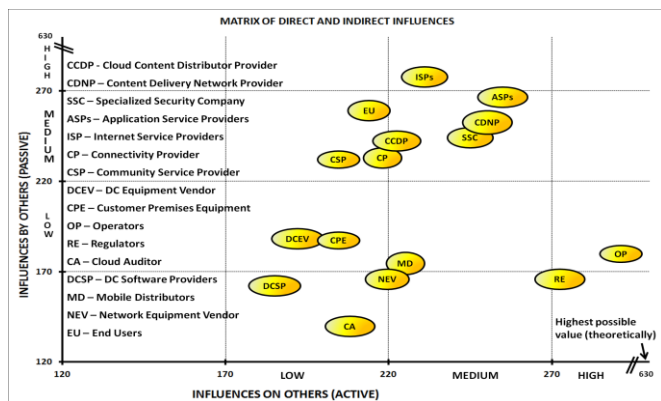 MATRIX OF DIRECT AND INDIRECT INFLUENCES
630
HIGH
CCDP - Cloud Content Distributor Provider
CDNP – Content Delivery Network Provider
270
SSC – Specialized Security Company
ASPs – Application Service Providers
ISP – Internet Service Providers
CP – Connectivity Provider
CSP – Community Service Provider
MEDIUM
220
DCEV – DC Equipment Vendor
CPE – Customer Premises Equipment
OP – Operators
RE – Regulators
CA – Cloud Auditor
LOW
170
DCSP – DC Software Providers
MD – Mobile Distributors
NEV – Network Equipment Vendor
EU – End Users
120
INFLUENCES BY OTHERS (PASSIVE)
ISPs
ASPs
EU
CDNP
SSC
CCDP
CP
CSP
DCEV
CPE
OP
MD
NEV
RE
DCSP
CA
Highest possible
value (theoretically)
120 170 220 270 630
LOW MEDIUM HIGH
INFLUENCES ON OTHERS (ACTIVE)